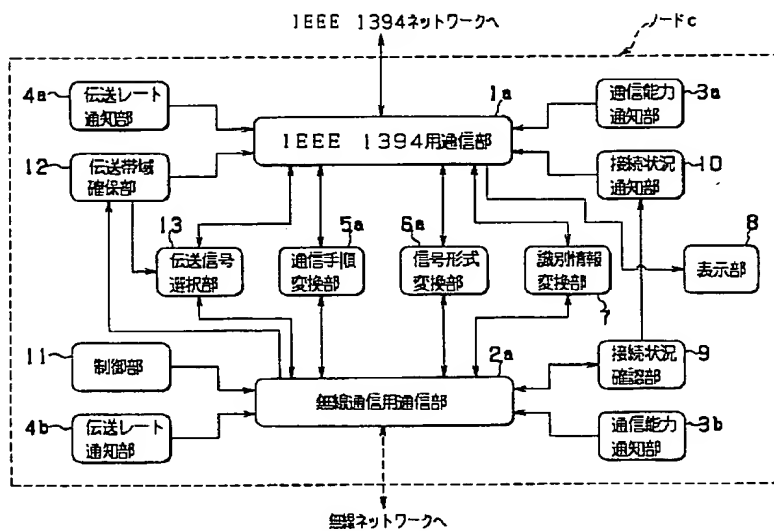 IEEE 1394ネットワークへ
ノードc
4a
伝送レート
通知部
1a
通信能力
通知部
3a
12
伝送帯域
確保部
IEEE 1394用通信部
接続状況
通知部
10
13
伝送信号
選択部
5a
通信手順
変換部
6a
信号形式
変換部
識別情報
変換部
7
8
表示部
11
制御部
2a
無線通信用通信部
接続状況
確認部
9
4b
伝送レート
通知部
通信能力
通知部
3b
無線ネットワークへ